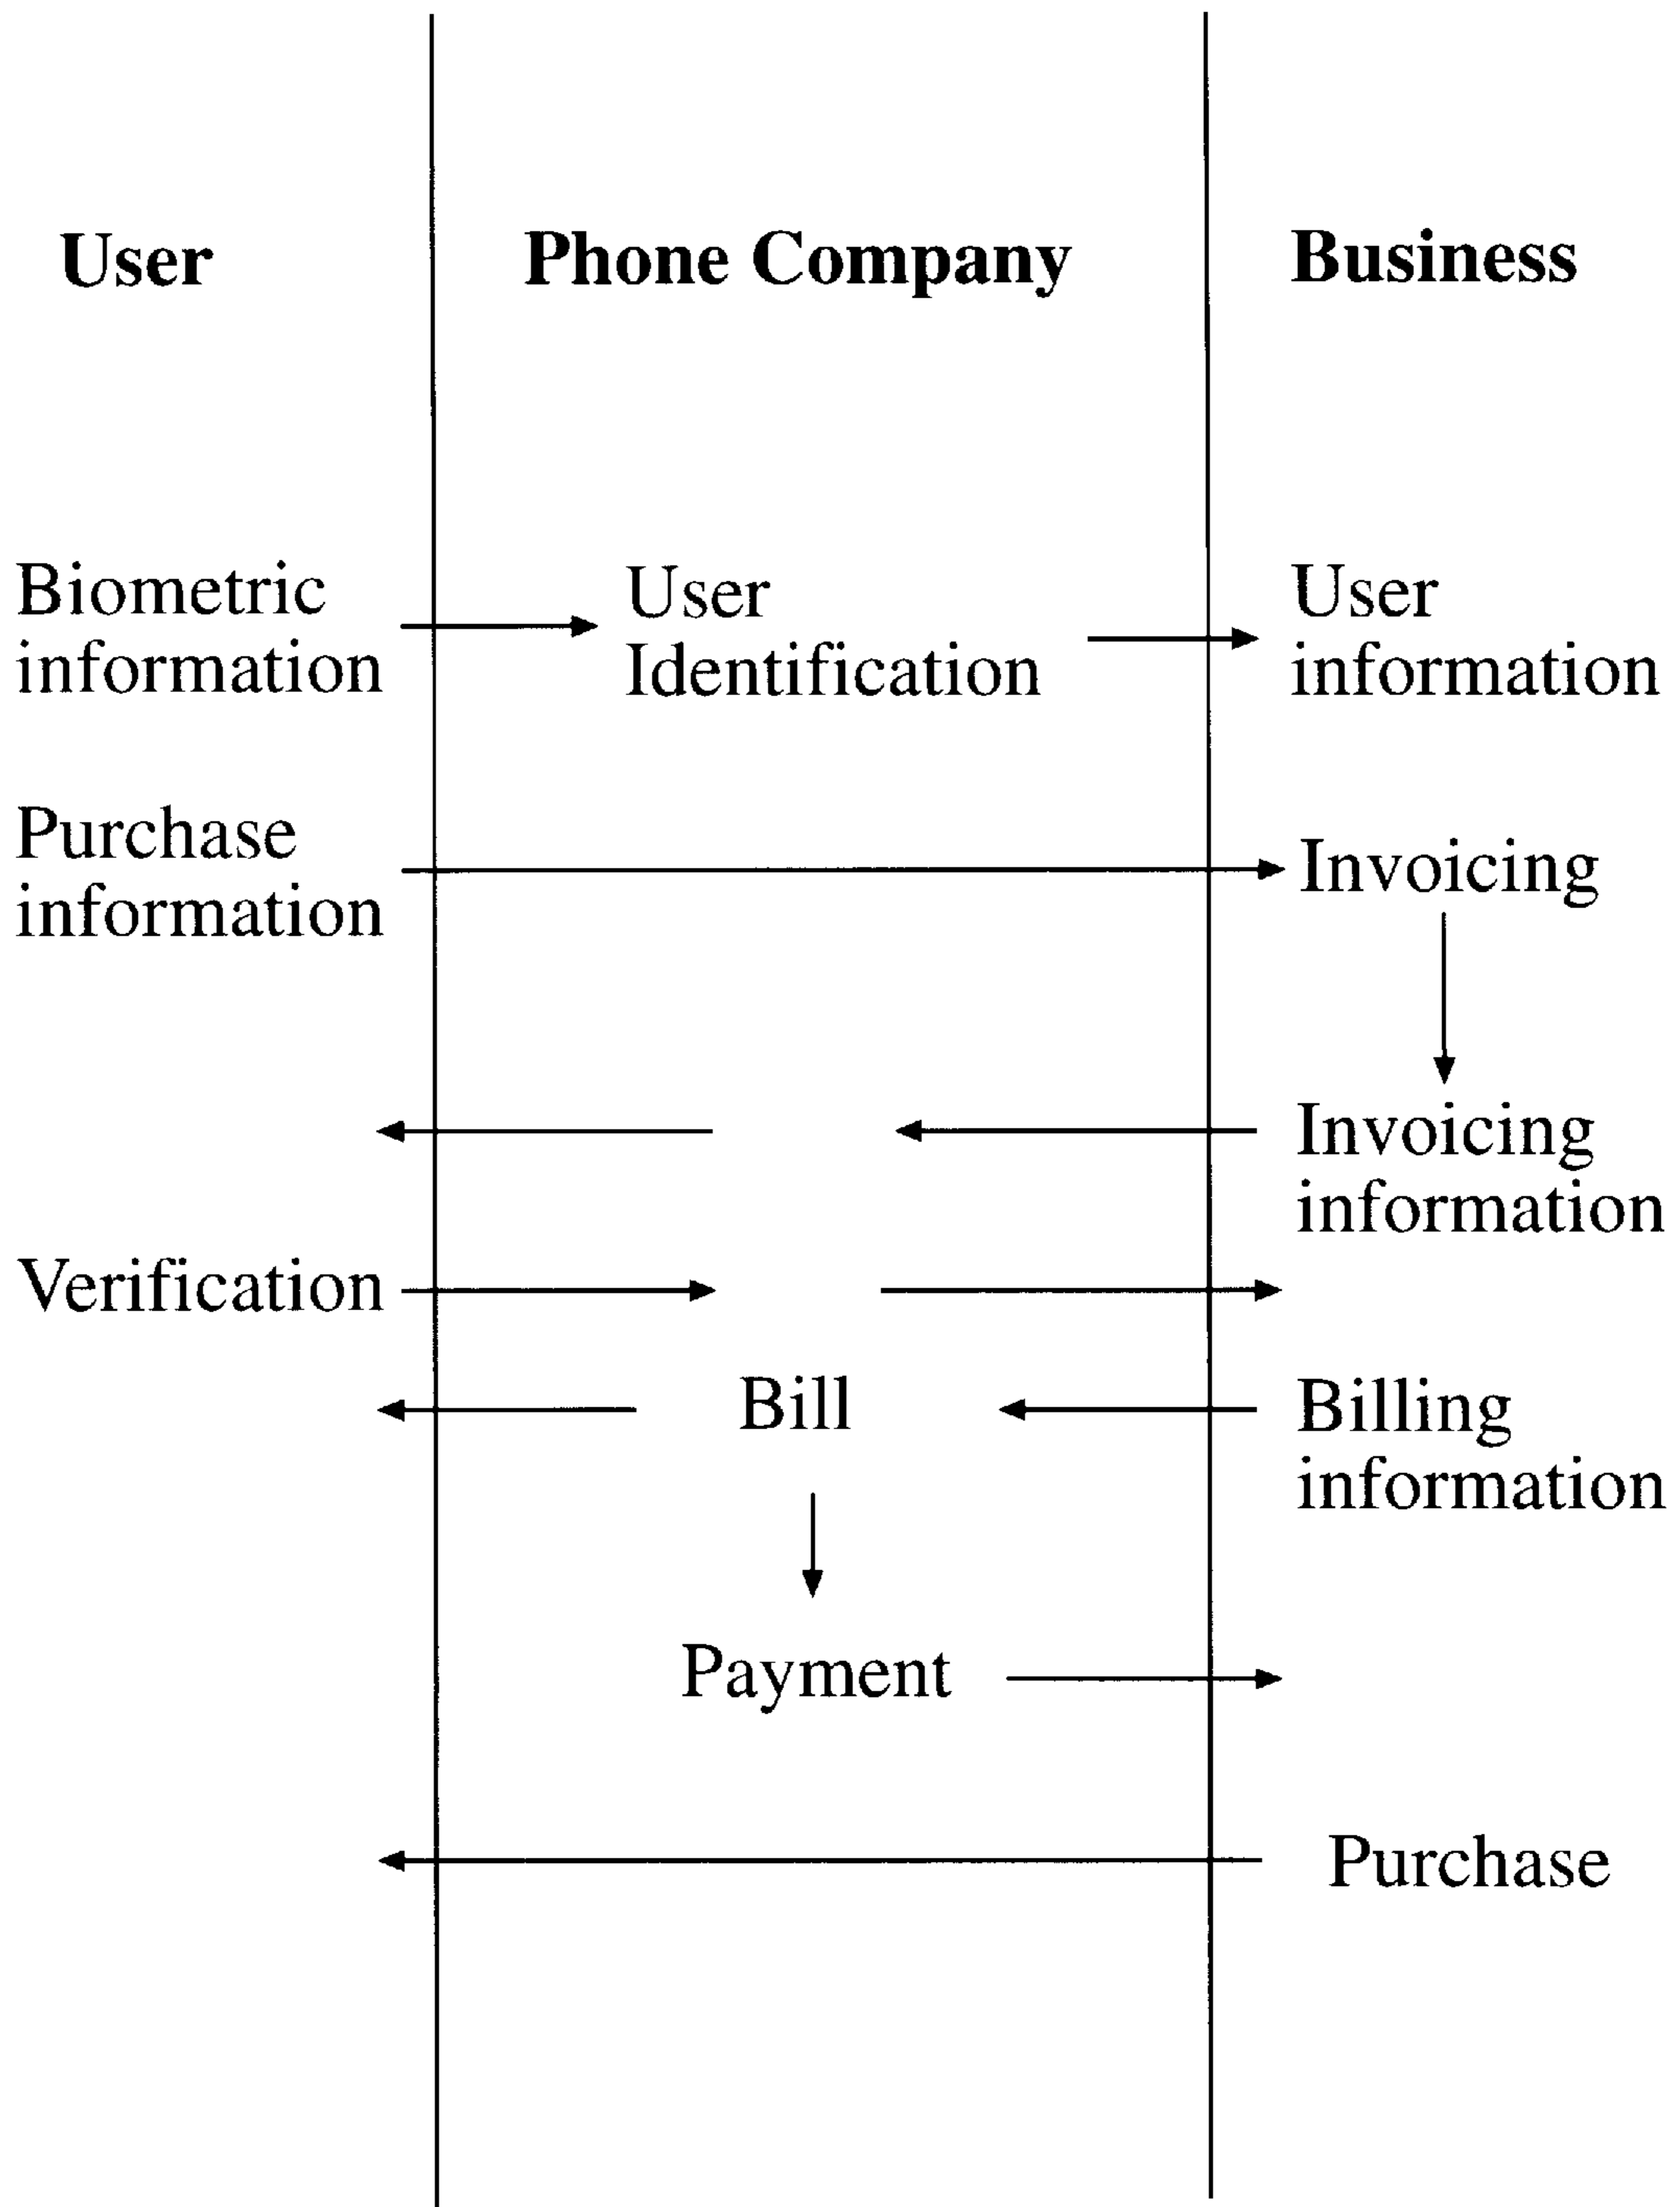 User
Phone Company
Business
Biometric
information
User
Identification
User
information
Purchase
information
Invoicing
Invoicing
information
Verification
Bill
Billing
information
Payment
Purchase